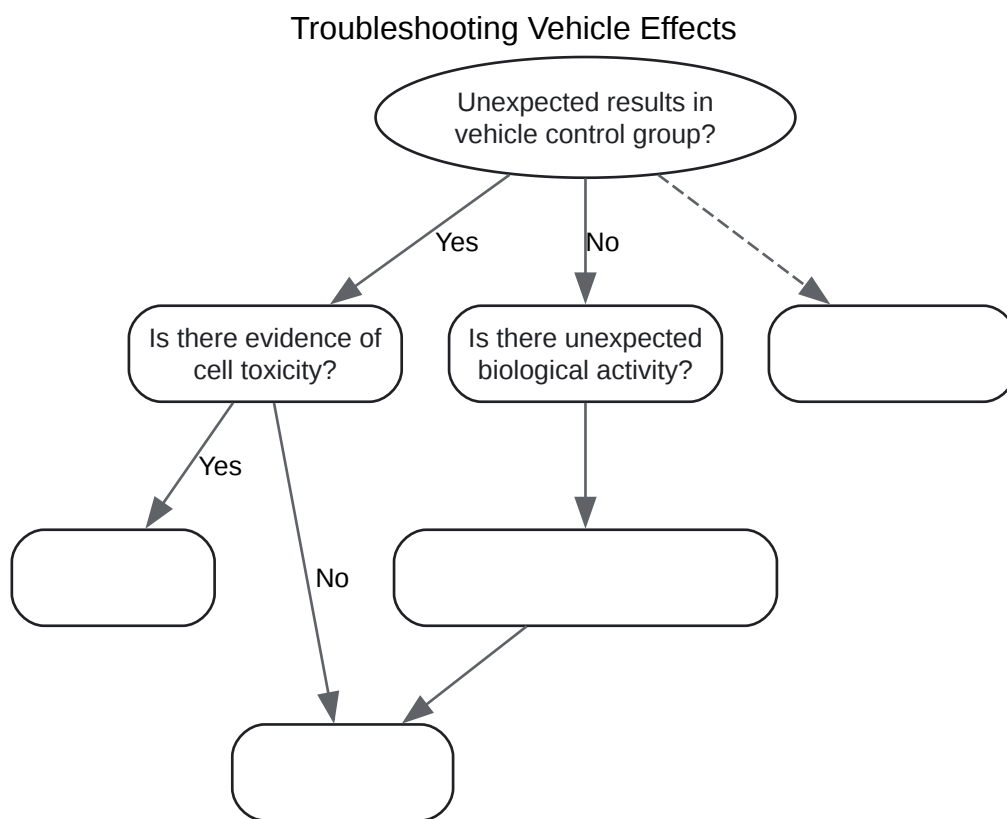 Troubleshooting Vehicle Effects
Unexpected results in
vehicle control group?
Yes
No
Is there evidence of
cell toxicity?
Is there unexpected
biological activity?
Yes
No